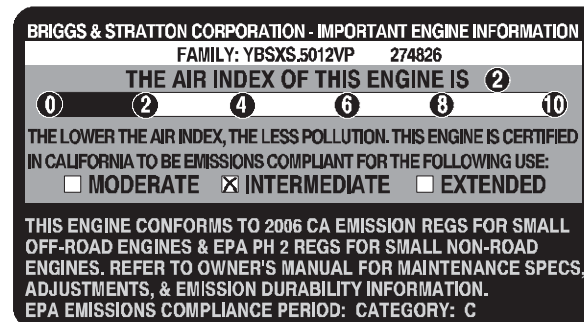 BRIGGS & STRATTON CORPORATION - IMPORTANT ENGINE INFORMATION
FAMILY: YBSXS.5012VP 274826
THE AIR INDEX OF THIS ENGINE IS 2
0 2 4 6 8 10
THE LOWER THE AIR INDEX, THE LESS POLLUTION. THIS ENGINE IS CERTIFIED
IN CALIFORNIA TO BE EMISSIONS COMPLIANT FOR THE FOLLOWING USE:
☐ MODERATE ☒ INTERMEDIATE ☐ EXTENDED
THIS ENGINE CONFORMS TO 2006 CA EMISSION REGS FOR SMALL
OFF-ROAD ENGINES & EPA PH 2 REGS FOR SMALL NON-ROAD
ENGINES. REFER TO OWNER'S MANUAL FOR MAINTENANCE SPECS,
ADJUSTMENTS, & EMISSION DURABILITY INFORMATION.
EPA EMISSIONS COMPLIANCE PERIOD: CATEGORY: C